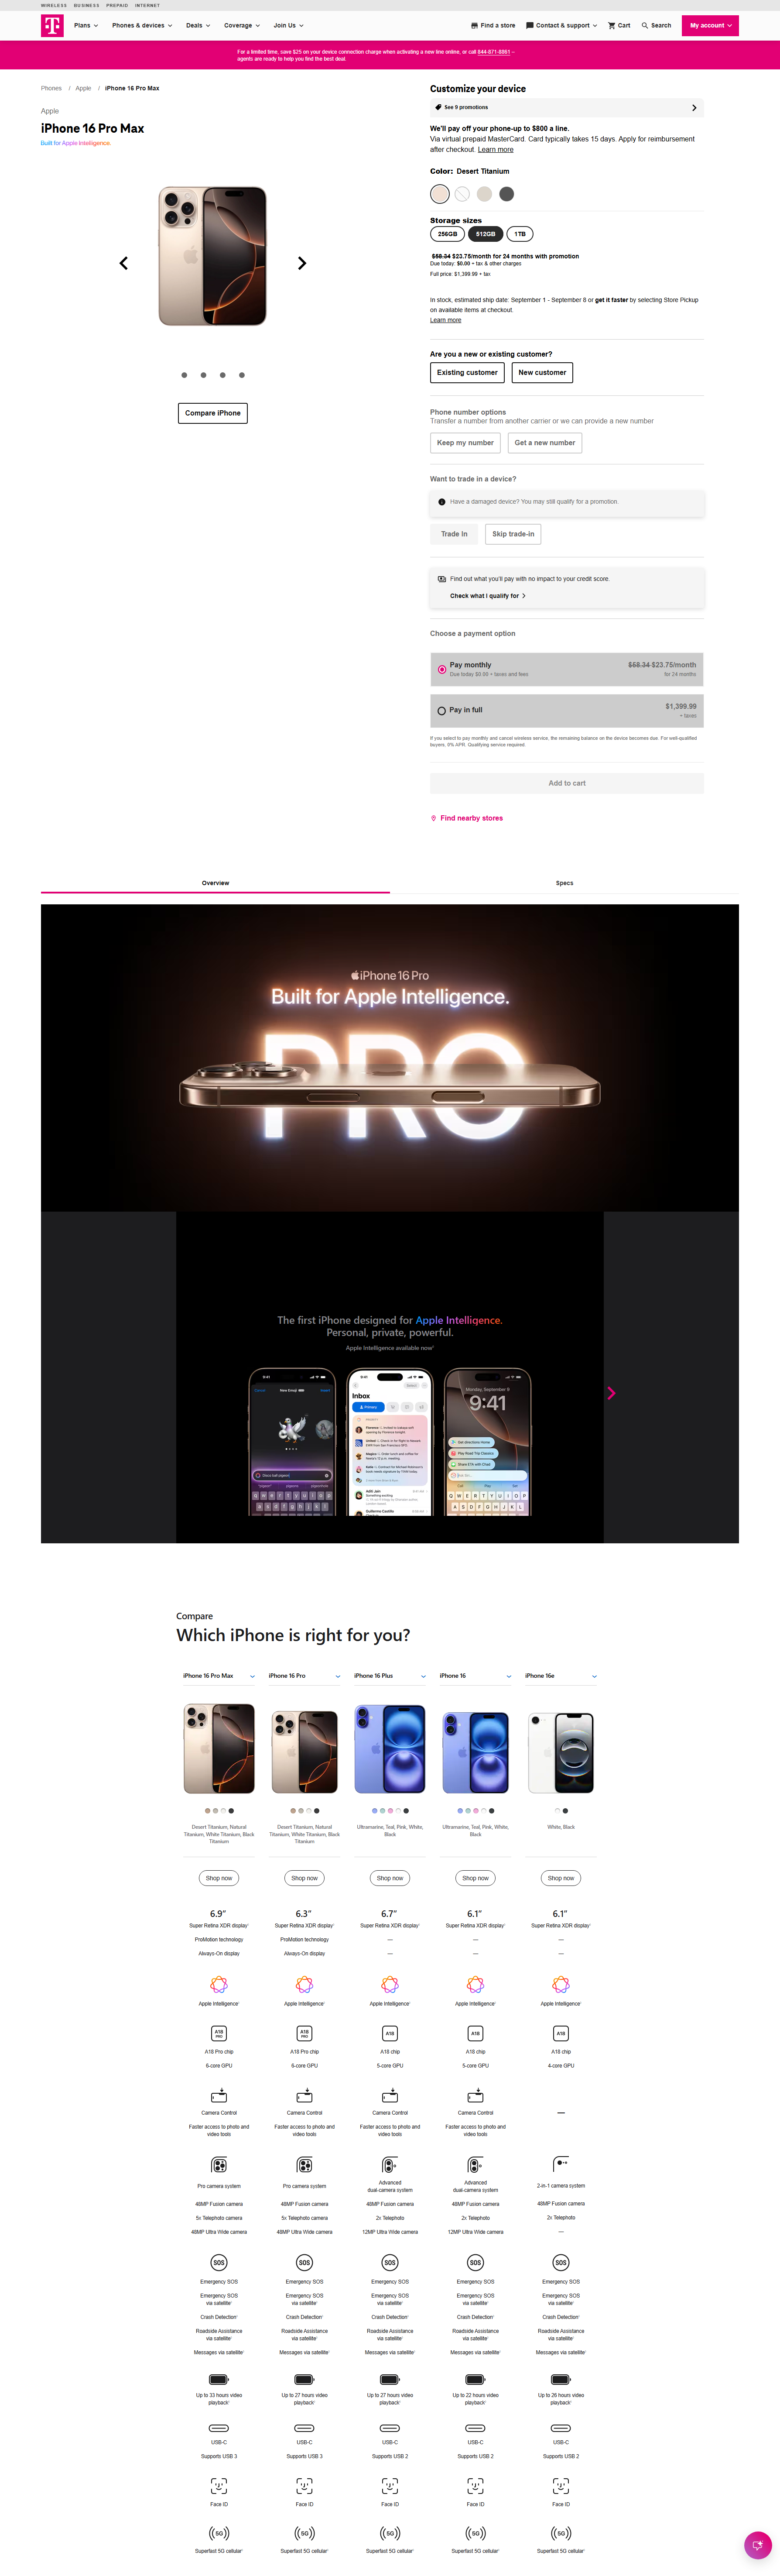 WIRELESS BUSINESS PREPAID INTERNET
Plans Phones & devices Deals Coverage Join Us Find a store Contact & support Cart Search My account
For a limited time, save $25 on your device connection charge when activating a new line online, or call 844-871-8851 –
agents are ready to help you find the best deal.
Phones / Apple / iPhone 16 Pro Max
Apple
iPhone 16 Pro Max
Built for Apple Intelligence.
Compare iPhone
Customize your device
See 9 promotions
We'll pay off your phone-up to $800 a line.
Via virtual prepaid MasterCard. Card typically takes 15 days. Apply for reimbursement
after checkout. Learn more
Color: Desert Titanium
Storage sizes
256GB 512GB 1TB
$58.34 $23.75/month for 24 months with promotion
Due today: $0.00 + tax & other charges
Full price: $1,399.99 + tax
In stock, estimated ship date: September 1 - September 8 or get it faster by selecting Store Pickup
on available items at checkout.
Learn more
Are you a new or existing customer?
Existing customer New customer
Phone number options
Transfer a number from another carrier or we can provide a new number
Keep my number Get a new number
Want to trade in a device?
Have a damaged device? You may still qualify for a promotion.
Trade In Skip trade-in
Find out what you'll pay with no impact to your credit score.
Check what I qualify for
Choose a payment option
Pay monthly $58.34 $23.75/month
Due today $0.00 + taxes and fees for 24 months
Pay in full $1,399.99
+ taxes
If you select to pay monthly and cancel wireless service, the remaining balance on the device becomes due. For well-qualified
buyers. 0% APR. Qualifying service required.
Add to cart
Find nearby stores
Overview Specs
iPhone 16 Pro
Built for Apple Intelligence.
PRO
The first iPhone designed for Apple Intelligence.
Personal, private, powerful.
Apple Intelligence available now
9:41 9:41
New Emoji
Inbox
Primary
Monday, September 9
9:41
Compare
Which iPhone is right for you?
iPhone 16 Pro Max iPhone 16 Pro iPhone 16 Plus iPhone 16 iPhone 16e
Desert Titanium, Natural Desert Titanium, Natural Ultramarine, Teal, Pink, White, Ultramarine, Teal, Pink, White, White, Black
Titanium, White Titanium, Black Titanium, White Titanium, Black Black Black
Titanium Titanium
Shop now Shop now Shop now Shop now Shop now
6.9″ 6.3″ 6.7″ 6.1″ 6.1″
Super Retina XDR display Super Retina XDR display Super Retina XDR display Super Retina XDR display Super Retina XDR display
ProMotion technology ProMotion technology — — —
Always-On display Always-On display — — —
Apple Intelligence Apple Intelligence Apple Intelligence Apple Intelligence Apple Intelligence
A18 PRO A18 PRO A18 A18 A18
A18 Pro chip A18 Pro chip A18 chip A18 chip A18 chip
6-core GPU 6-core GPU 5-core GPU 5-core GPU 4-core GPU
Camera Control Camera Control Camera Control Camera Control —
Faster access to photo and Faster access to photo and Faster access to photo and Faster access to photo and
video tools video tools video tools video tools
Pro camera system Pro camera system Advanced Advanced 2-in-1 camera system
dual-camera system dual-camera system
48MP Fusion camera 48MP Fusion camera 48MP Fusion camera 48MP Fusion camera 48MP Fusion camera
5x Telephoto camera 5x Telephoto camera 2x Telephoto 2x Telephoto 2x Telephoto
48MP Ultra Wide camera 48MP Ultra Wide camera 12MP Ultra Wide camera 12MP Ultra Wide camera —
SOS SOS SOS SOS SOS
Emergency SOS Emergency SOS Emergency SOS Emergency SOS Emergency SOS
Emergency SOS Emergency SOS Emergency SOS Emergency SOS Emergency SOS
via satellite via satellite via satellite via satellite via satellite
Crash Detection Crash Detection Crash Detection Crash Detection Crash Detection
Roadside Assistance Roadside Assistance Roadside Assistance Roadside Assistance Roadside Assistance
via satellite via satellite via satellite via satellite via satellite
Messages via satellite Messages via satellite Messages via satellite Messages via satellite Messages via satellite
Up to 33 hours video Up to 27 hours video Up to 27 hours video Up to 22 hours video Up to 26 hours video
playback playback playback playback playback
USB-C USB-C USB-C USB-C USB-C
Supports USB 3 Supports USB 3 Supports USB 2 Supports USB 2 Supports USB 2
Face ID Face ID Face ID Face ID Face ID
5G 5G 5G 5G 5G
Superfast 5G cellular Superfast 5G cellular Superfast 5G cellular Superfast 5G cellular Superfast 5G cellular